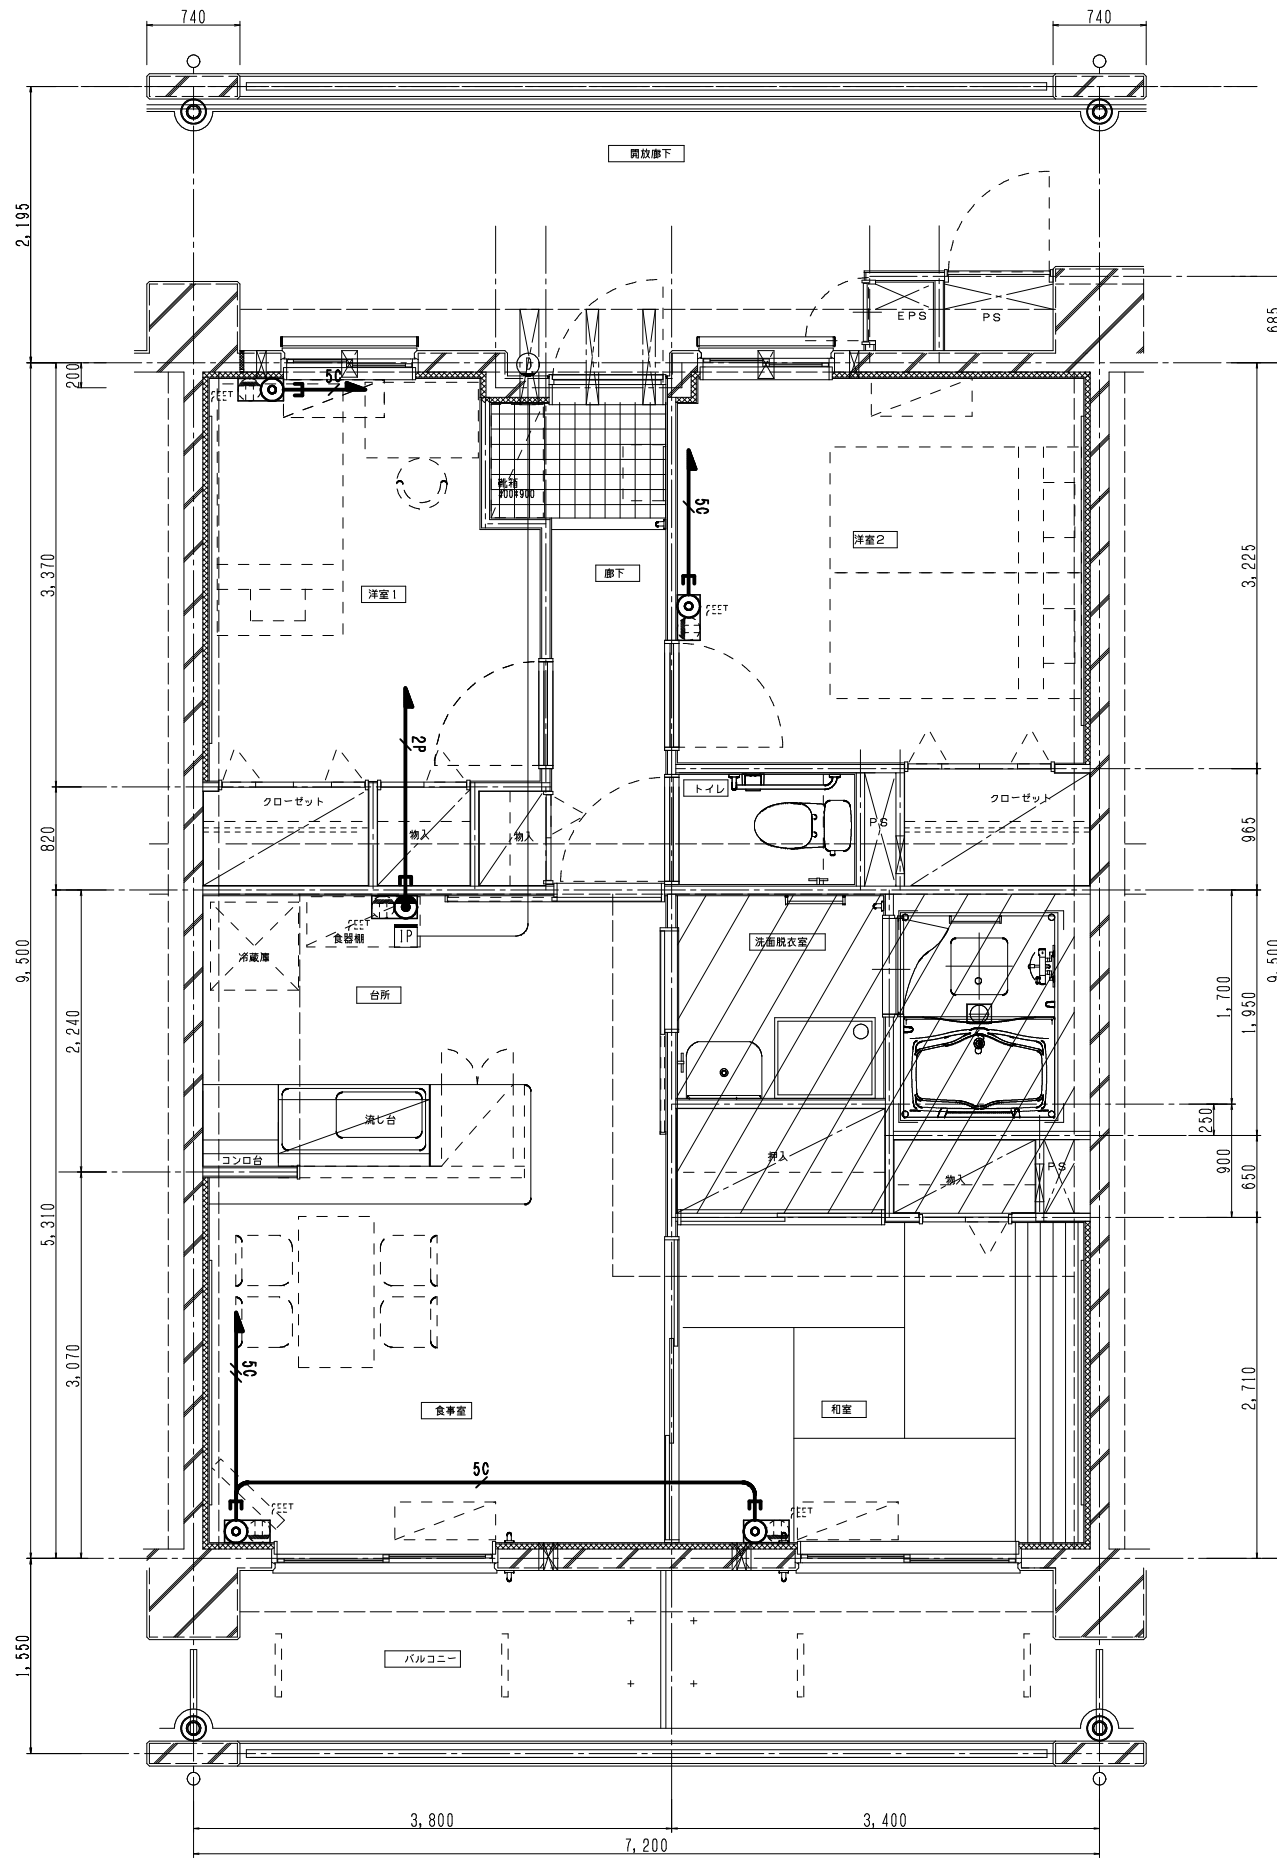 740
740
開放廊下
2,195
EPS
PS
685
200
5C
靴箱
400*900
5C
洋室2
廊下
洋室1
3,370
3,225
2P
トイレ
クローゼット
クローゼット
物入
物入
PS
820
965
食器棚
1P
洗面脱衣室
冷蔵庫
台所
9,500
9,500
2,240
1,700
1,950
流し台
コンロ台
250
押入
物入
PS
900
650
5,310
5C
3,070
食事室
和室
2,710
5C
バルコニー
1,550
3,800
3,400
7,200